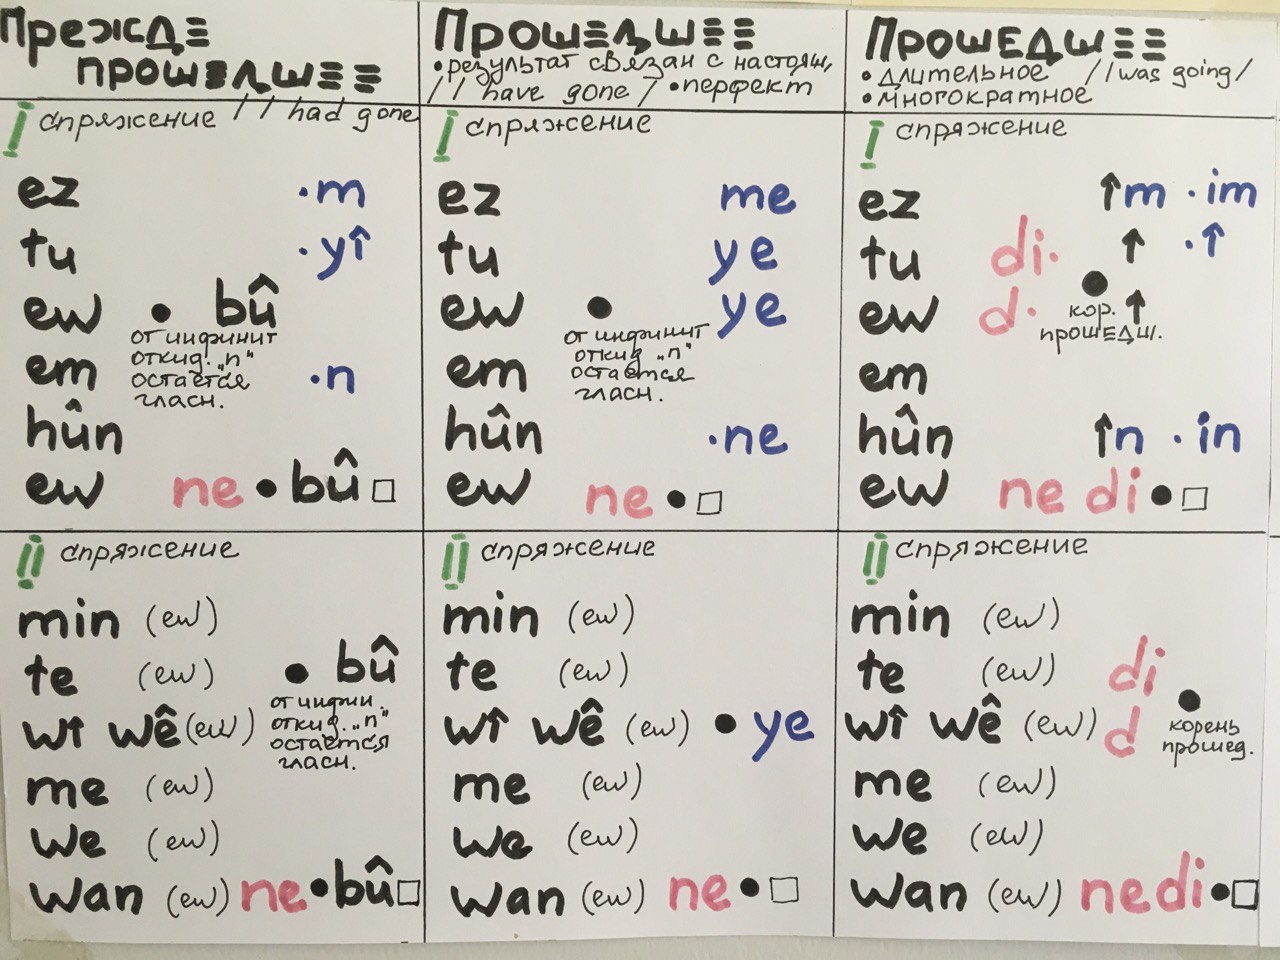 Прежде
прошедшее
//had gone
I спряжение
ez ·m
tu ·yî
ew • bû
от инфинит
откид. „n"
остаётся
гласн.
em ·n
hûn
ew ne•bû□
II спряжение
min (ew)
te (ew) • bû
от инфин.
откид. „n"
остается
гласн.
wî wê (ew)
me (ew)
we (ew)
wan (ew) ne•bû□
Прошедшее
•результат связан с настоящ,
// have gone / •перфект
I спряжение
ez me
tu ye
ew • ye
от инфинит
откид „n"
остаётся
гласн.
em
hûn ·ne
ew ne•□
II спряжение
min (ew)
te (ew)
wî wê (ew) • ye
me (ew)
we (ew)
wan (ew) ne•□
Прошедшее
•длительное //was going/
•многократное
I спряжение
ez ↑m ·im
tu di· ↑ ·↑
ew d· • ↑
кор.
прошедш.
em
hûn ↑n ·in
ew ne di•□
II спряжение
min (ew)
te (ew) di
wî wê (ew) d •
корень
прошед.
me (ew)
we (ew)
wan (ew) nedi•□